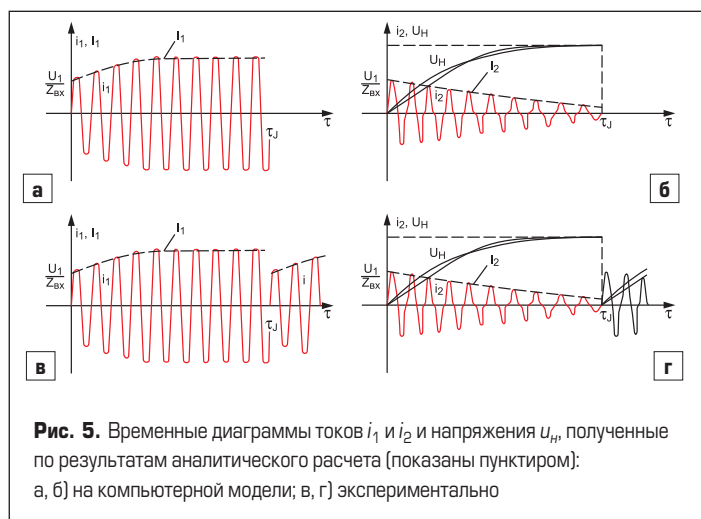 i₁, I₁
I₁
U₁
Zвх
i₁
τJ
τ
а
i₂, Uн
Uн
I₂
U₁
Zвх
i₂
τJ
τ
б
i₁, I₁
I₁
U₁
Zвх
i₁
i
τJ
τ
в
i₂, Uн
Uн
I₂
U₁
Zвх
i₂
τJ
τ
г
Рис. 5. Временные диаграммы токов i₁ и i₂ и напряжения uн, полученные
по результатам аналитического расчета (показаны пунктиром):
а, б) на компьютерной модели; в, г) экспериментально